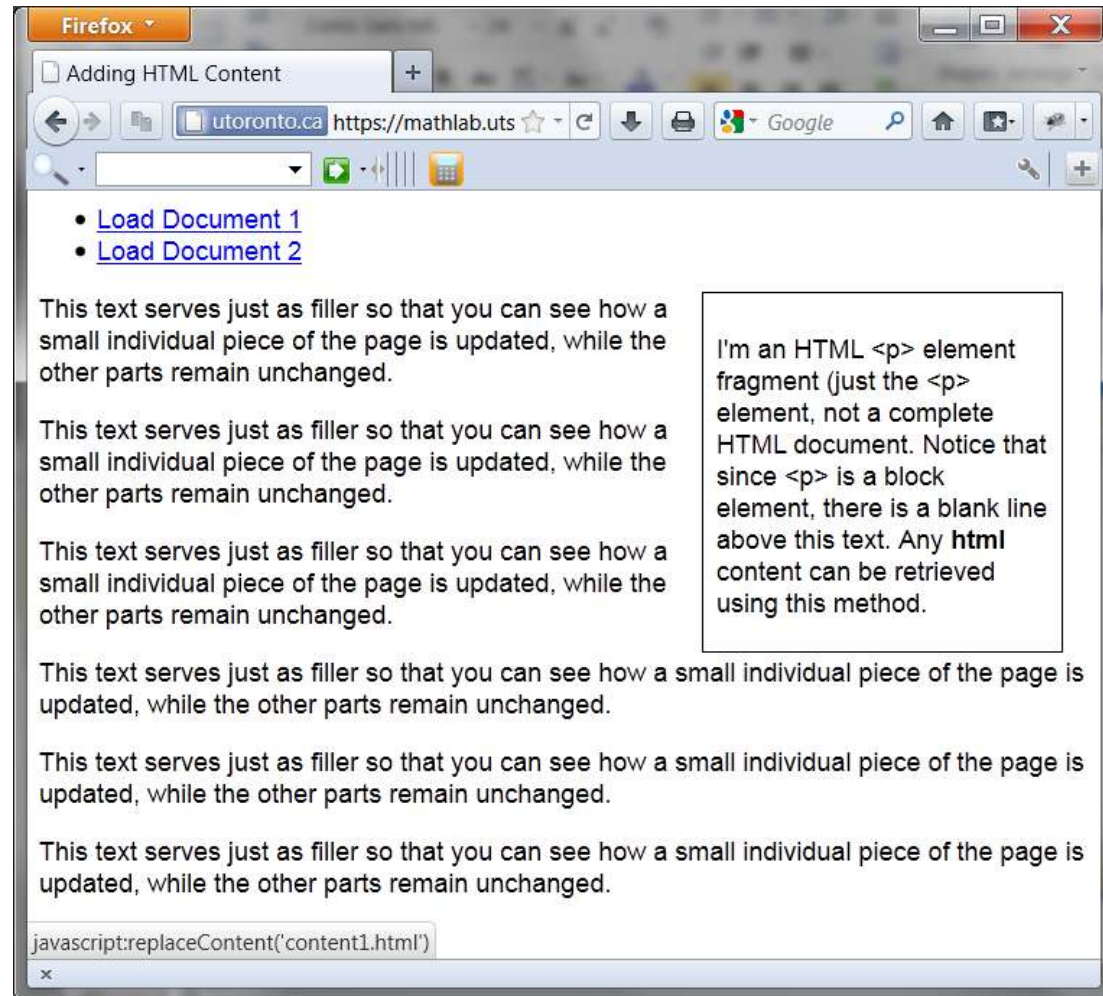 Firefox
Adding HTML Content
utoronto.ca https://mathlab.uts
Google
Load Document 1
Load Document 2
This text serves just as filler so that you can see how a
small individual piece of the page is updated, while the
other parts remain unchanged.
This text serves just as filler so that you can see how a
small individual piece of the page is updated, while the
other parts remain unchanged.
This text serves just as filler so that you can see how a
small individual piece of the page is updated, while the
other parts remain unchanged.
I'm an HTML <p> element
fragment (just the <p>
element, not a complete
HTML document. Notice that
since <p> is a block
element, there is a blank line
above this text. Any html
content can be retrieved
using this method.
This text serves just as filler so that you can see how a small individual piece of the page is
updated, while the other parts remain unchanged.
This text serves just as filler so that you can see how a small individual piece of the page is
updated, while the other parts remain unchanged.
This text serves just as filler so that you can see how a small individual piece of the page is
updated, while the other parts remain unchanged.
javascript:replaceContent('content1.html')